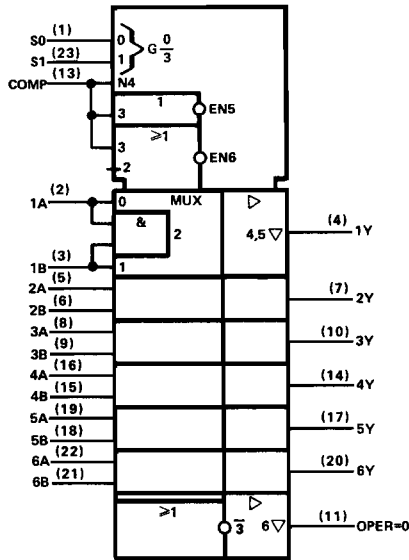 S0 (1) 0 G 0/3
S1 (23) 1
COMP (13) N4
1 EN5
3
≥1
3 EN6
2
1A (2) 0 MUX ▷
& 2 4,5 ▽ (4) 1Y
1B (3) 1
2A (5) (7) 2Y
2B (6)
3A (8) (10) 3Y
3B (9)
4A (16) (14) 4Y
4B (15)
5A (19) (17) 5Y
5B (18)
6A (22) (20) 6Y
6B (21)
≥1 ▷
3̅ 6 ▽ (11) OPER=0